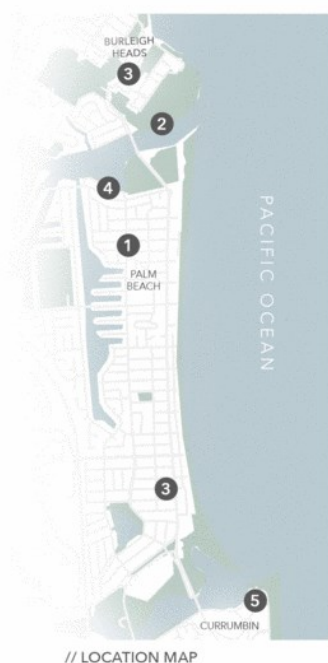 BURLEIGH
HEADS
3
2
4
1
PALM
BEACH
PACIFIC OCEAN
3
5
CURRUMBIN
// LOCATION MAP